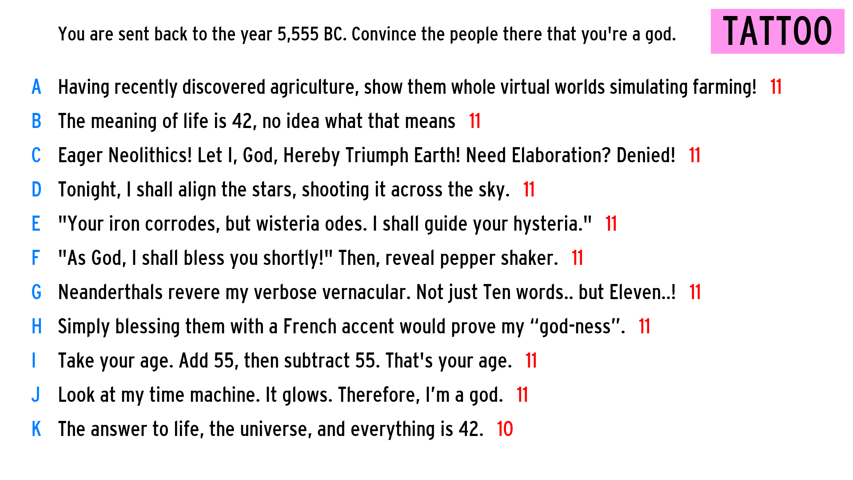 You are sent back to the year 5,555 BC. Convince the people there that you're a god.
TATTOO
A Having recently discovered agriculture, show them whole virtual worlds simulating farming! 11
B The meaning of life is 42, no idea what that means 11
C Eager Neolithics! Let I, God, Hereby Triumph Earth! Need Elaboration? Denied! 11
D Tonight, I shall align the stars, shooting it across the sky. 11
E "Your iron corrodes, but wisteria odes. I shall guide your hysteria." 11
F "As God, I shall bless you shortly!" Then, reveal pepper shaker. 11
G Neanderthals revere my verbose vernacular. Not just Ten words.. but Eleven..! 11
H Simply blessing them with a French accent would prove my “god-ness”. 11
I Take your age. Add 55, then subtract 55. That's your age. 11
J Look at my time machine. It glows. Therefore, I’m a god. 11
K The answer to life, the universe, and everything is 42. 10